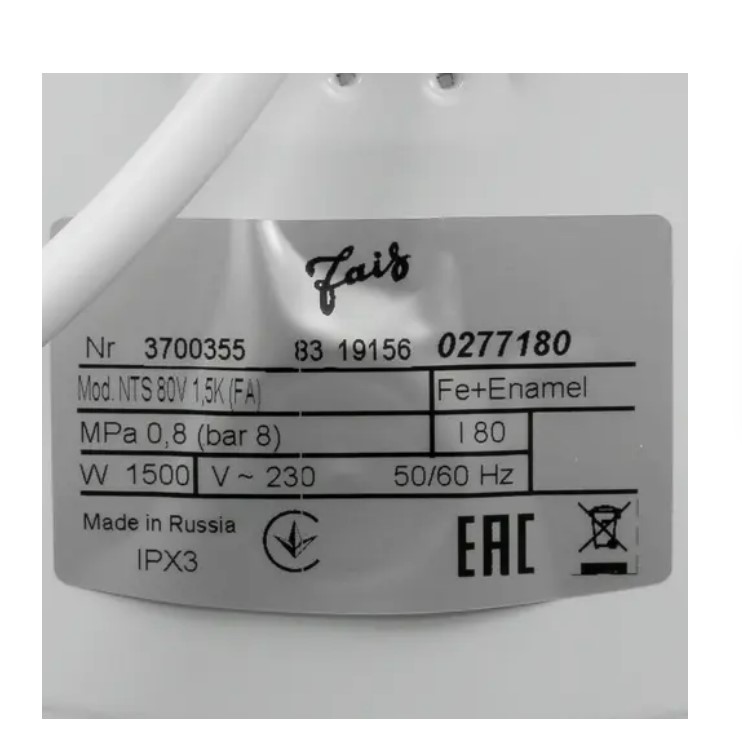 Fais
Nr 3700355 83 19156 0277180
Mod. NTS 80V 1,5K (FA) Fe+Enamel
MPa 0,8 (bar 8) I 80
W 1500 V ~ 230 50/60 Hz
Made in Russia
IPX3
EAC